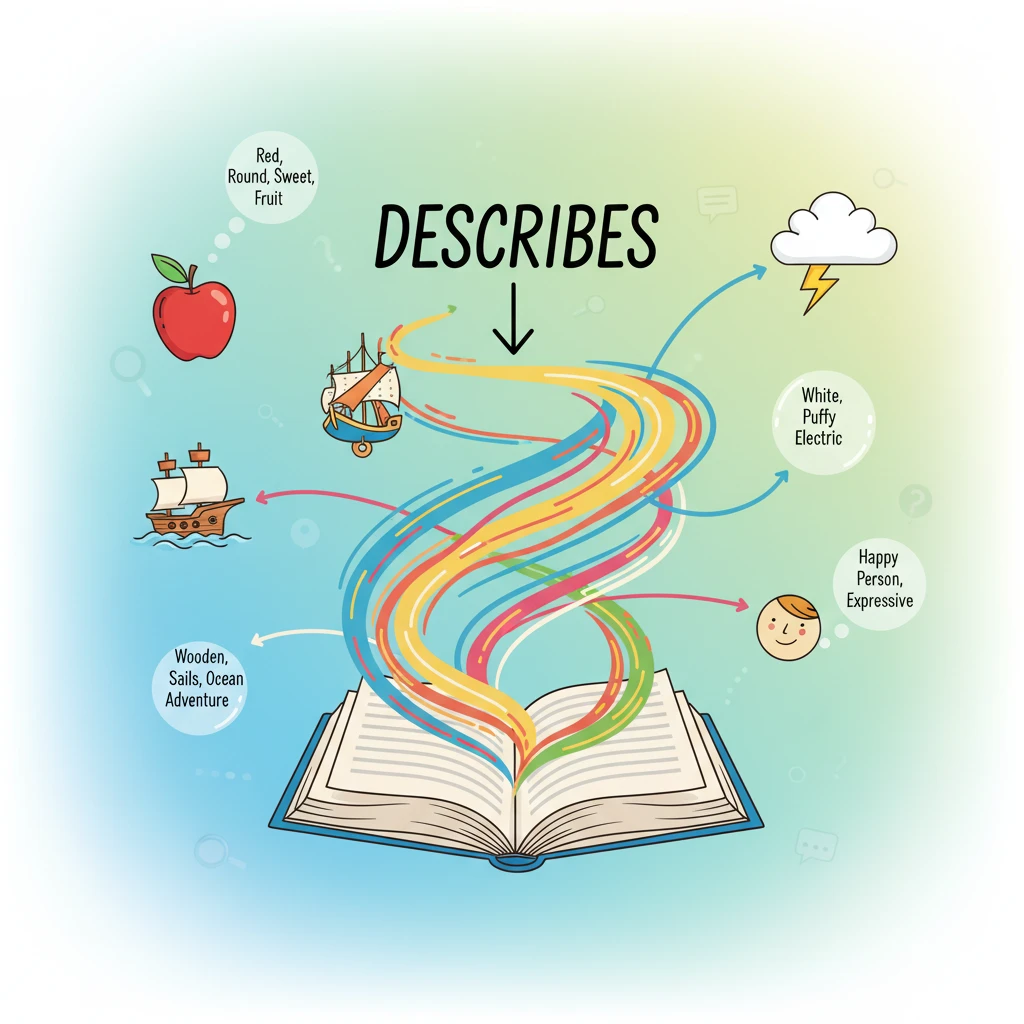 Red,
Round, Sweet,
Fruit
DESCRIBES
White,
Puffy
Electric
Happy
Person,
Expressive
Wooden,
Sails, Ocean
Adventure